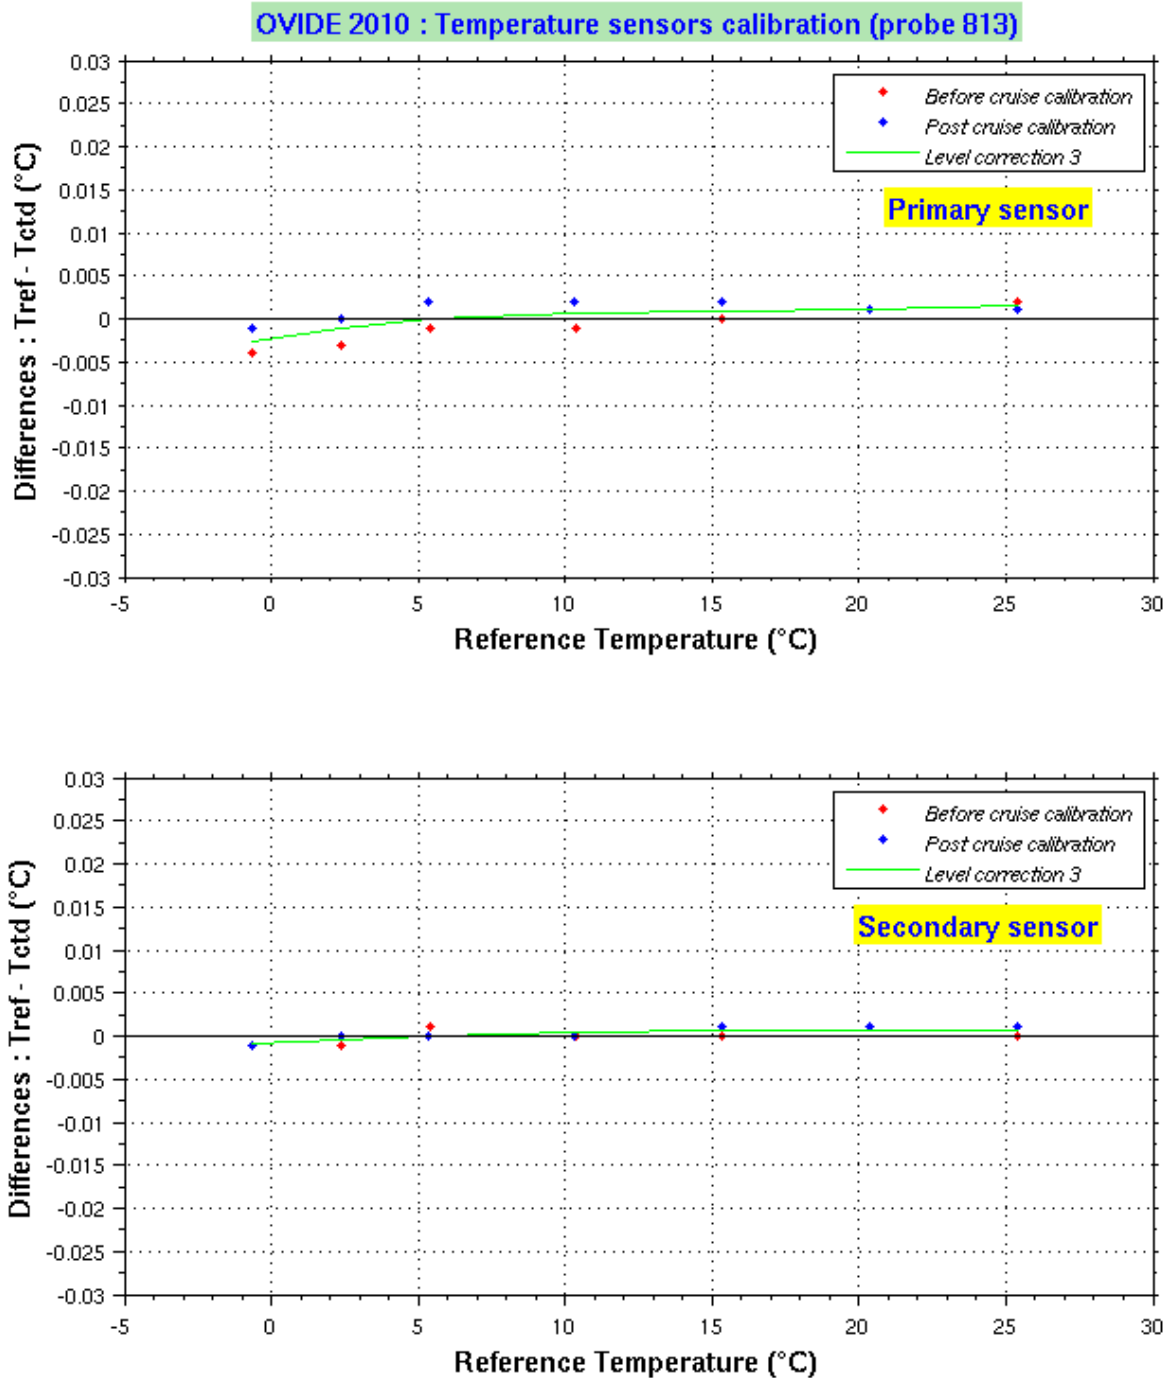 OVIDE 2010 : Temperature sensors calibration (probe 813)
0.03
0.025
0.02
0.015
0.01
0.005
0
-0.005
-0.01
-0.015
-0.02
-0.025
-0.03
Differences : Tref - Tctd (°C)
Before cruise calibration
Post cruise calibration
Level correction 3
Primary sensor
-5 0 5 10 15 20 25 30
Reference Temperature (°C)
0.03
0.025
0.02
0.015
0.01
0.005
0
-0.005
-0.01
-0.015
-0.02
-0.025
-0.03
Differences : Tref - Tctd (°C)
Before cruise calibration
Post cruise calibration
Level correction 3
Secondary sensor
-5 0 5 10 15 20 25 30
Reference Temperature (°C)